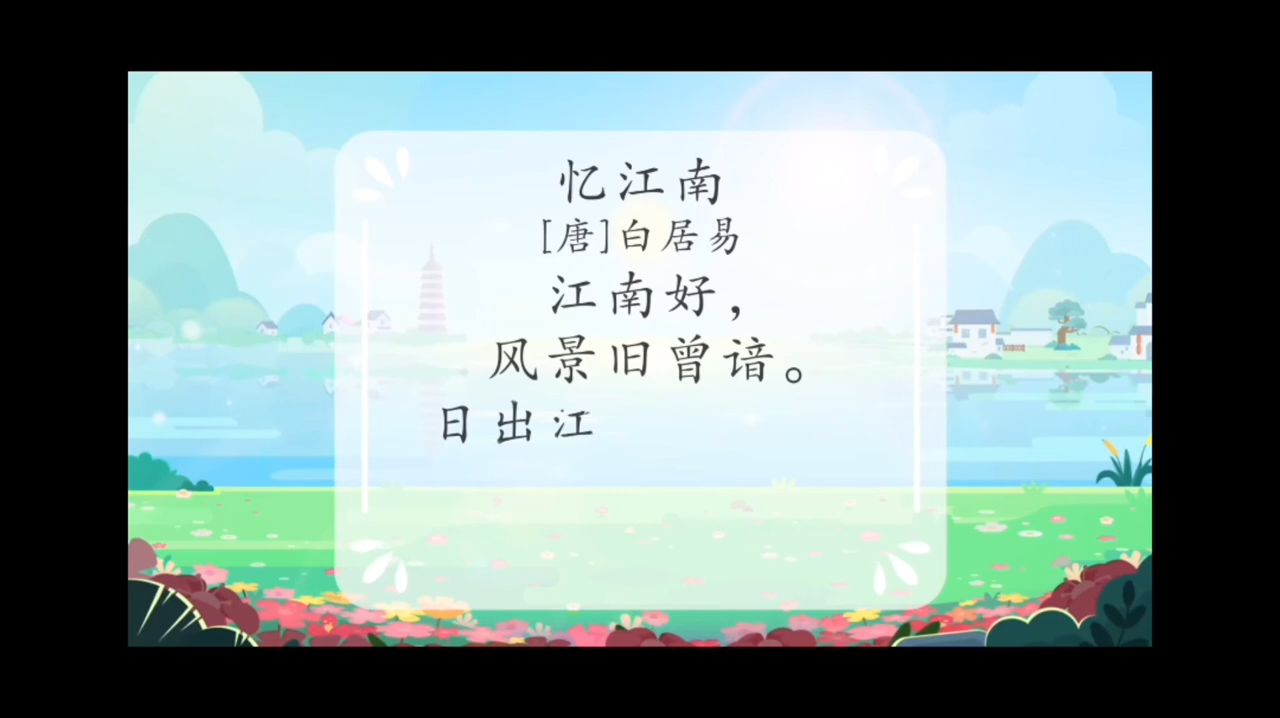 忆江南
[唐]白居易
江南好，
风景旧曾谙。
日出江